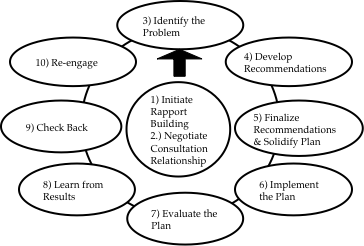 3) Identify the
Problem
10) Re-engage
4) Develop
Recommendations
1) Initiate
Rapport
Building
2.) Negotiate
Consultation
Relationship
9) Check Back
5) Finalize
Recommendations
& Solidify Plan
8) Learn from
Results
6) Implement
the Plan
7) Evaluate the
Plan